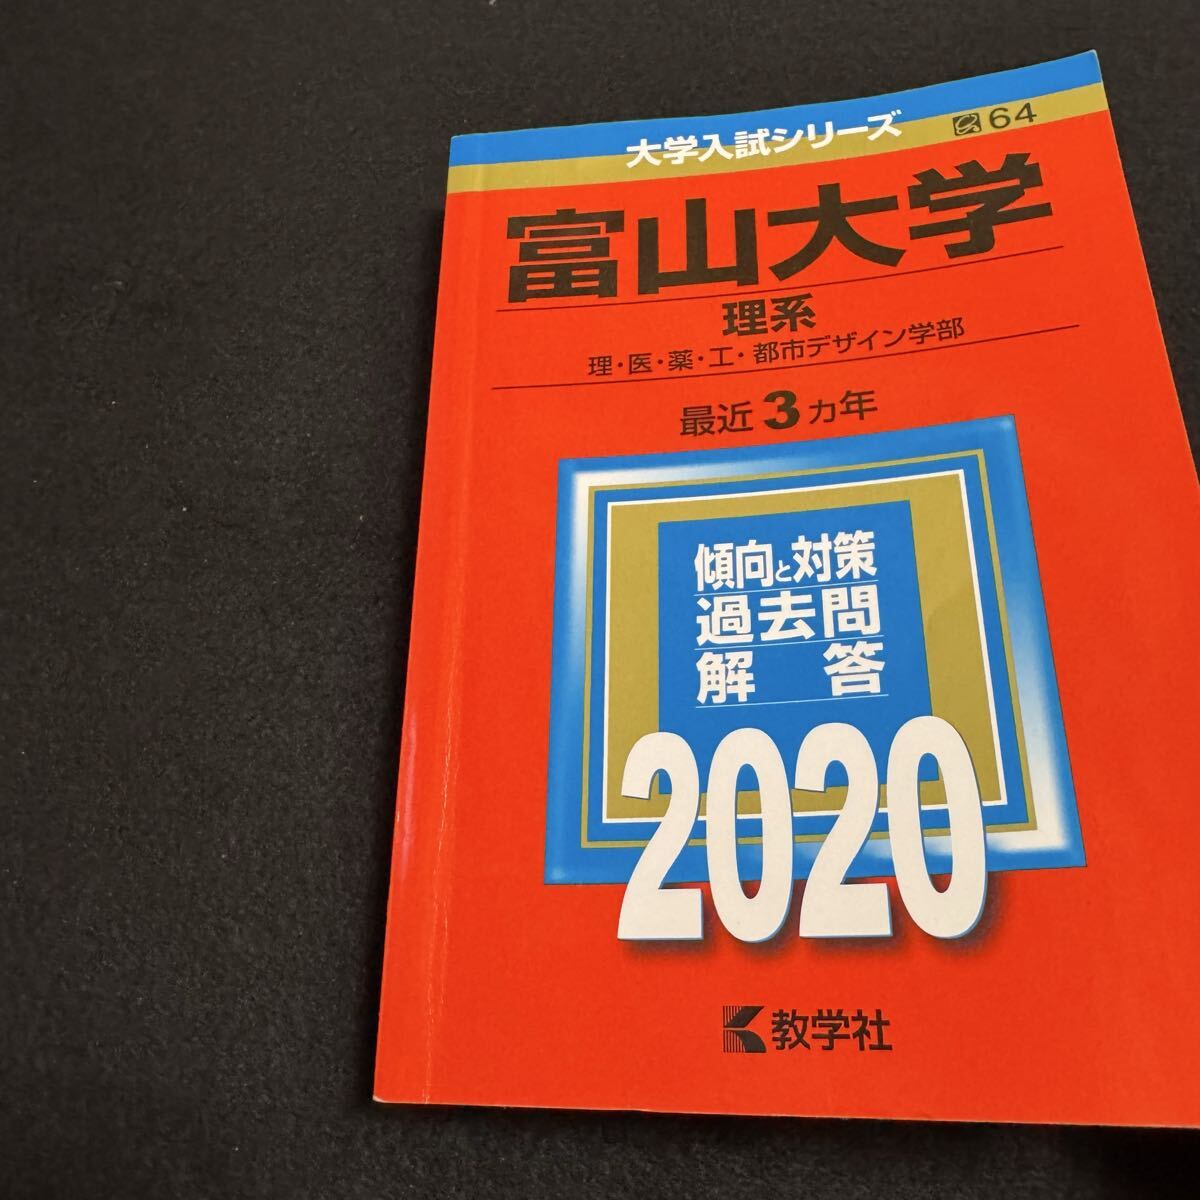 大学入試シリーズ
64
富山大学
理系
理・医・薬・工・都市デザイン学部
最近3カ年
傾向と対策
過去問
解答
2020
教学社